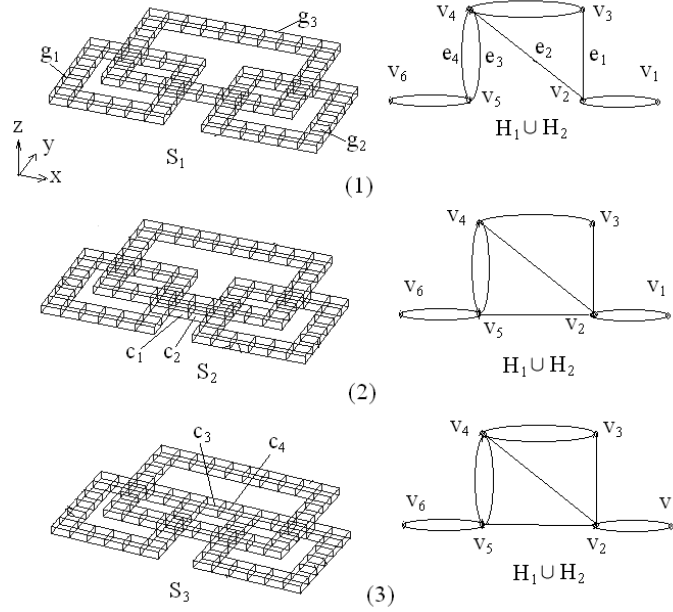 g₃
g₁
g₂
z
y
x
S₁
v₄ v₃
e₄ e₃ e₂ e₁
v₆ v₅ v₂ v₁
H₁∪H₂
(1)
c₁ c₂
S₂
v₄ v₃
v₆ v₅ v₂ v₁
H₁∪H₂
(2)
c₃ c₄
S₃
v₄ v₃
v₆ v₅ v₂ v
H₁∪H₂
(3)